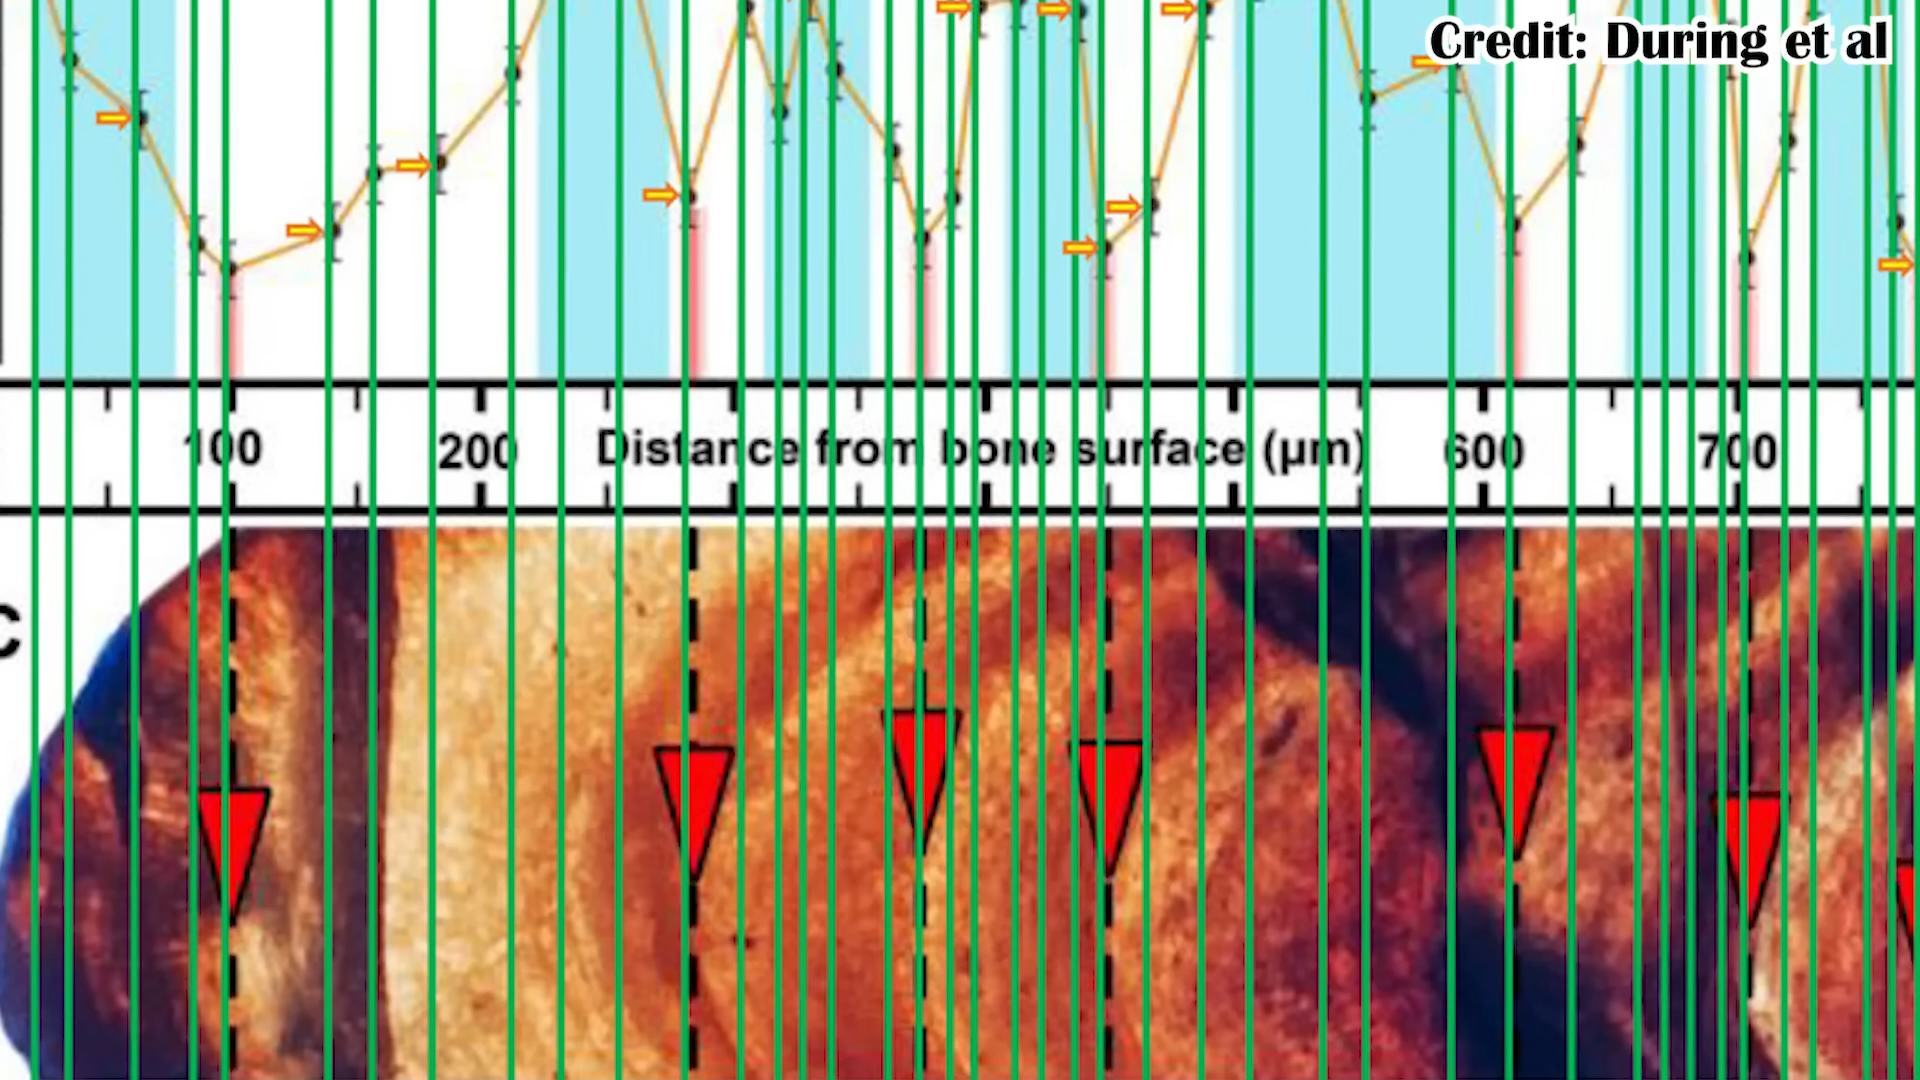 Credit: During et al
100 200 Distance from bone surface (μm) 600 700
C